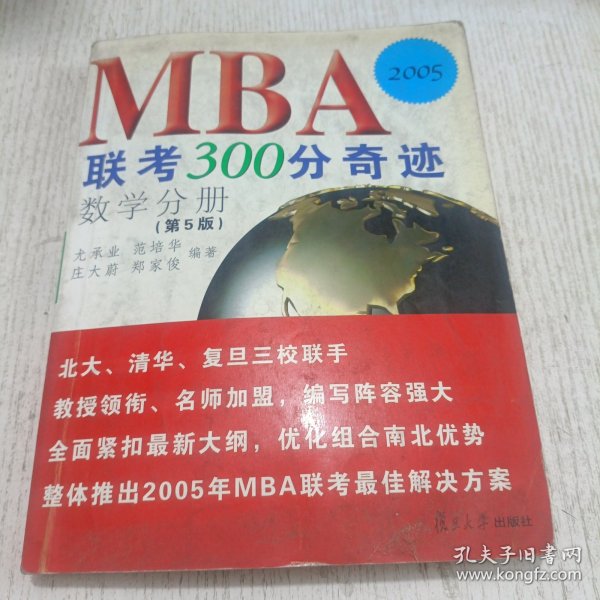 MBA
2005
联考300分奇迹
数学分册
(第5版)
尤承业 范培华
庄大蔚 郑家俊
编著
北大、清华、复旦三校联手
教授领衔、名师加盟，编写阵容强大
全面紧扣最新大纲，优化组合南北优势
整体推出2005年MBA联考最佳解决方案
復旦大学出版社
孔夫子旧书网
www.kongfz.com